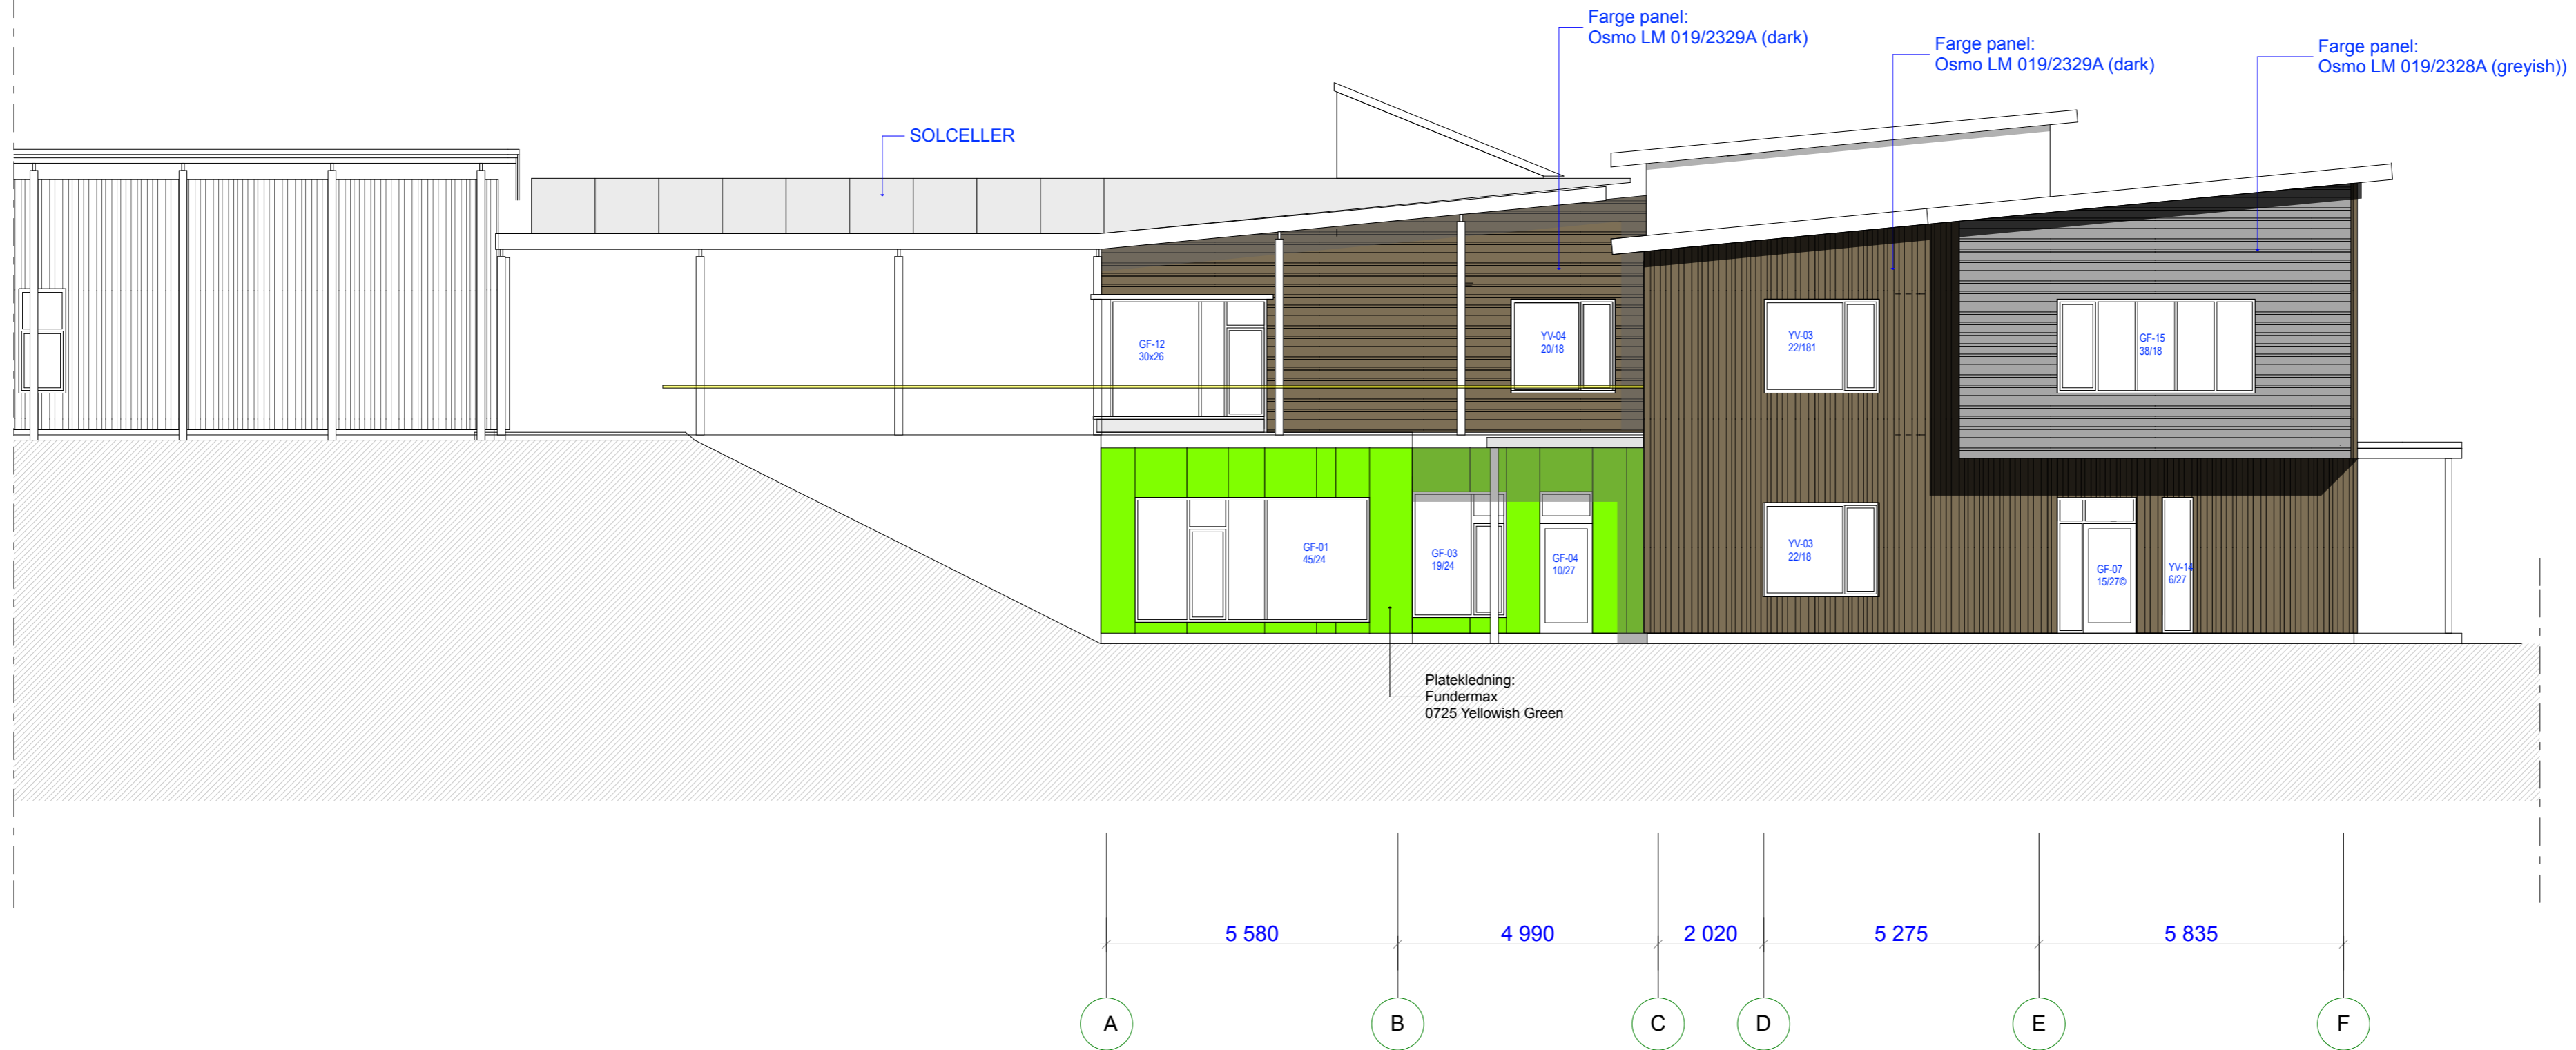 Farge panel:
Osmo LM 019/2329A (dark)
Farge panel:
Osmo LM 019/2329A (dark)
Farge panel:
Osmo LM 019/2328A (greyish))
SOLCELLER
GF-12
30x26
YV-04
20/18
YV-03
22/181
GF-15
38/18
GF-01
45/24
GF-03
19/24
GF-04
10/27
YV-03
22/18
GF-07
15/27©
YV-14
6/27
Platekledning:
Fundermax
0725 Yellowish Green
5 580
4 990
2 020
5 275
5 835
A
B
C
D
E
F